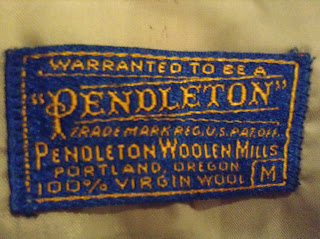 WARRANTED TO BE A
"PENDLETON"
TRADE MARK REG. U.S. PAT. OFF.
PENDLETON WOOLEN MILLS
PORTLAND, OREGON
100% VIRGIN WOOL M